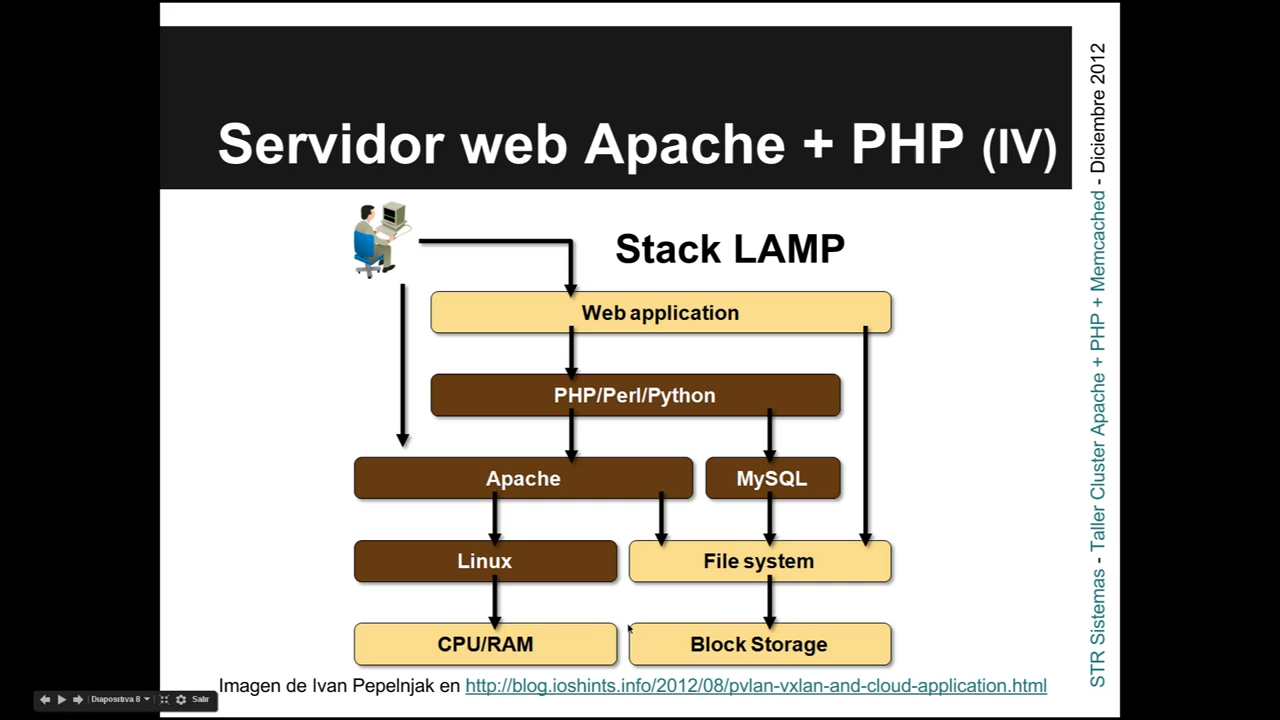 Servidor web Apache + PHP (IV)
Stack LAMP
Web application
PHP/Perl/Python
Apache
MySQL
Linux
File system
CPU/RAM
Block Storage
Imagen de Ivan Pepelnjak en http://blog.ioshints.info/2012/08/pvlan-vxlan-and-cloud-application.html
STR Sistemas - Taller Cluster Apache + PHP + Memcached - Diciembre 2012
Diapositiva 8
Salir